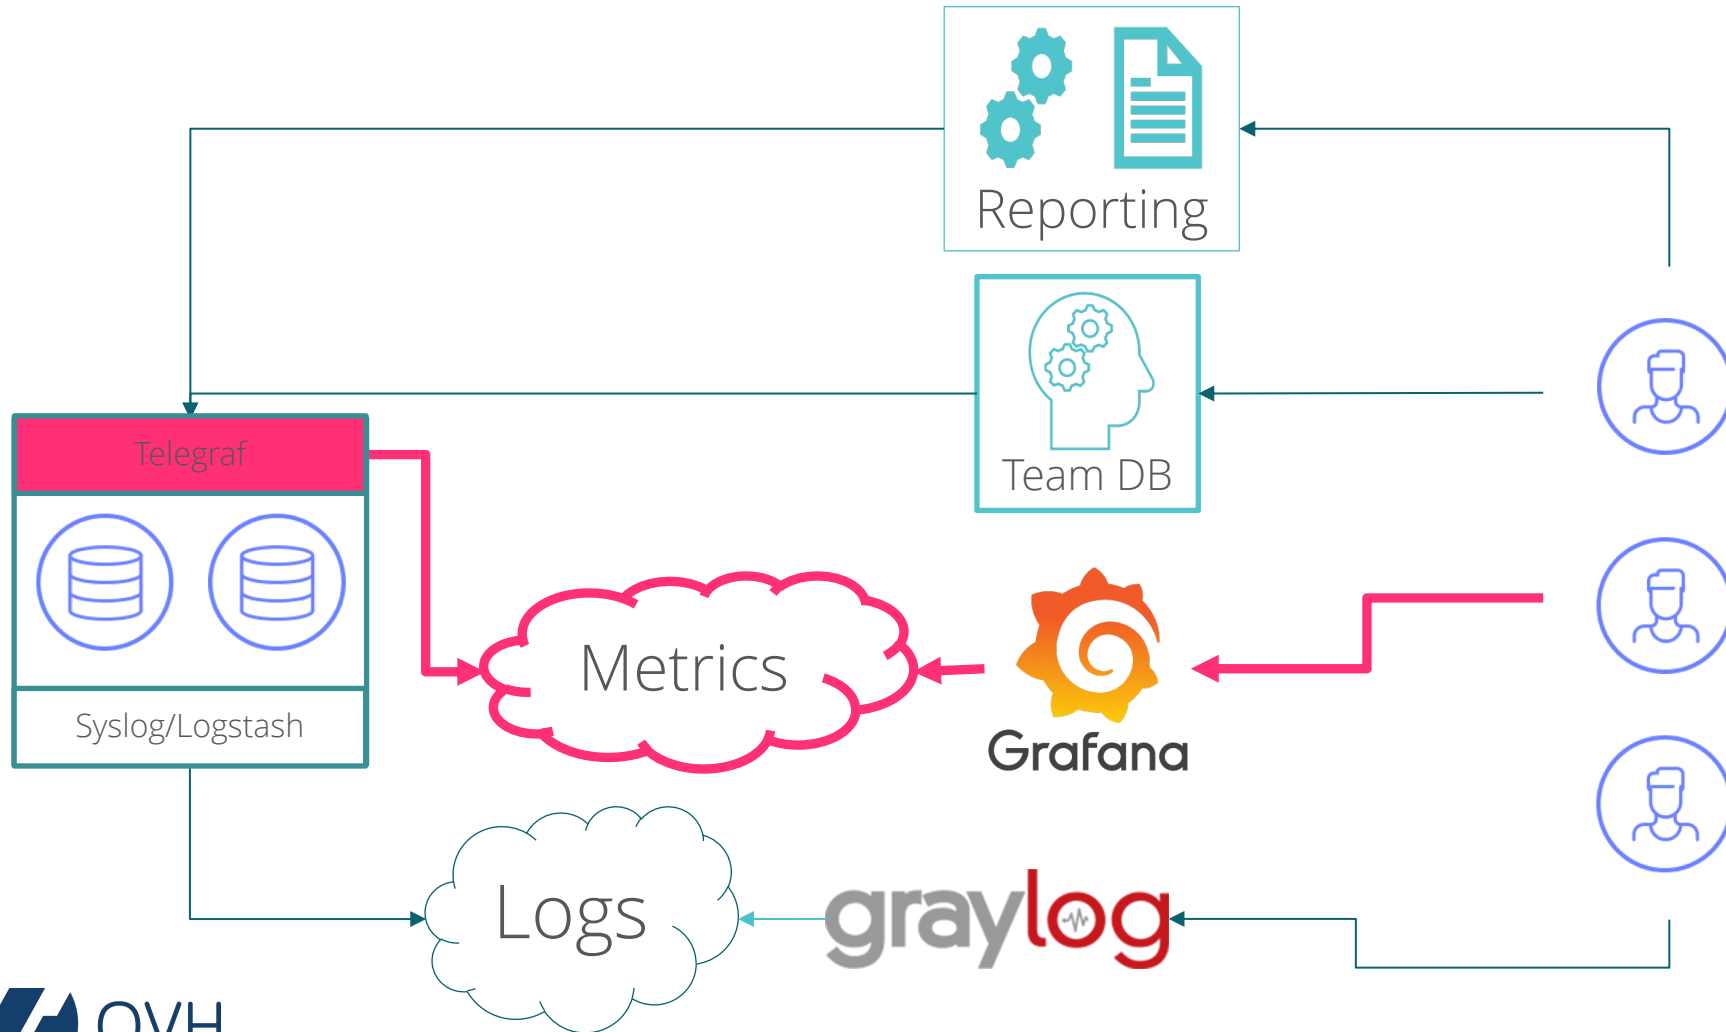 Reporting
Team DB
Telegraf
Syslog/Logstash
Metrics
Grafana
Logs
graylog
OVH